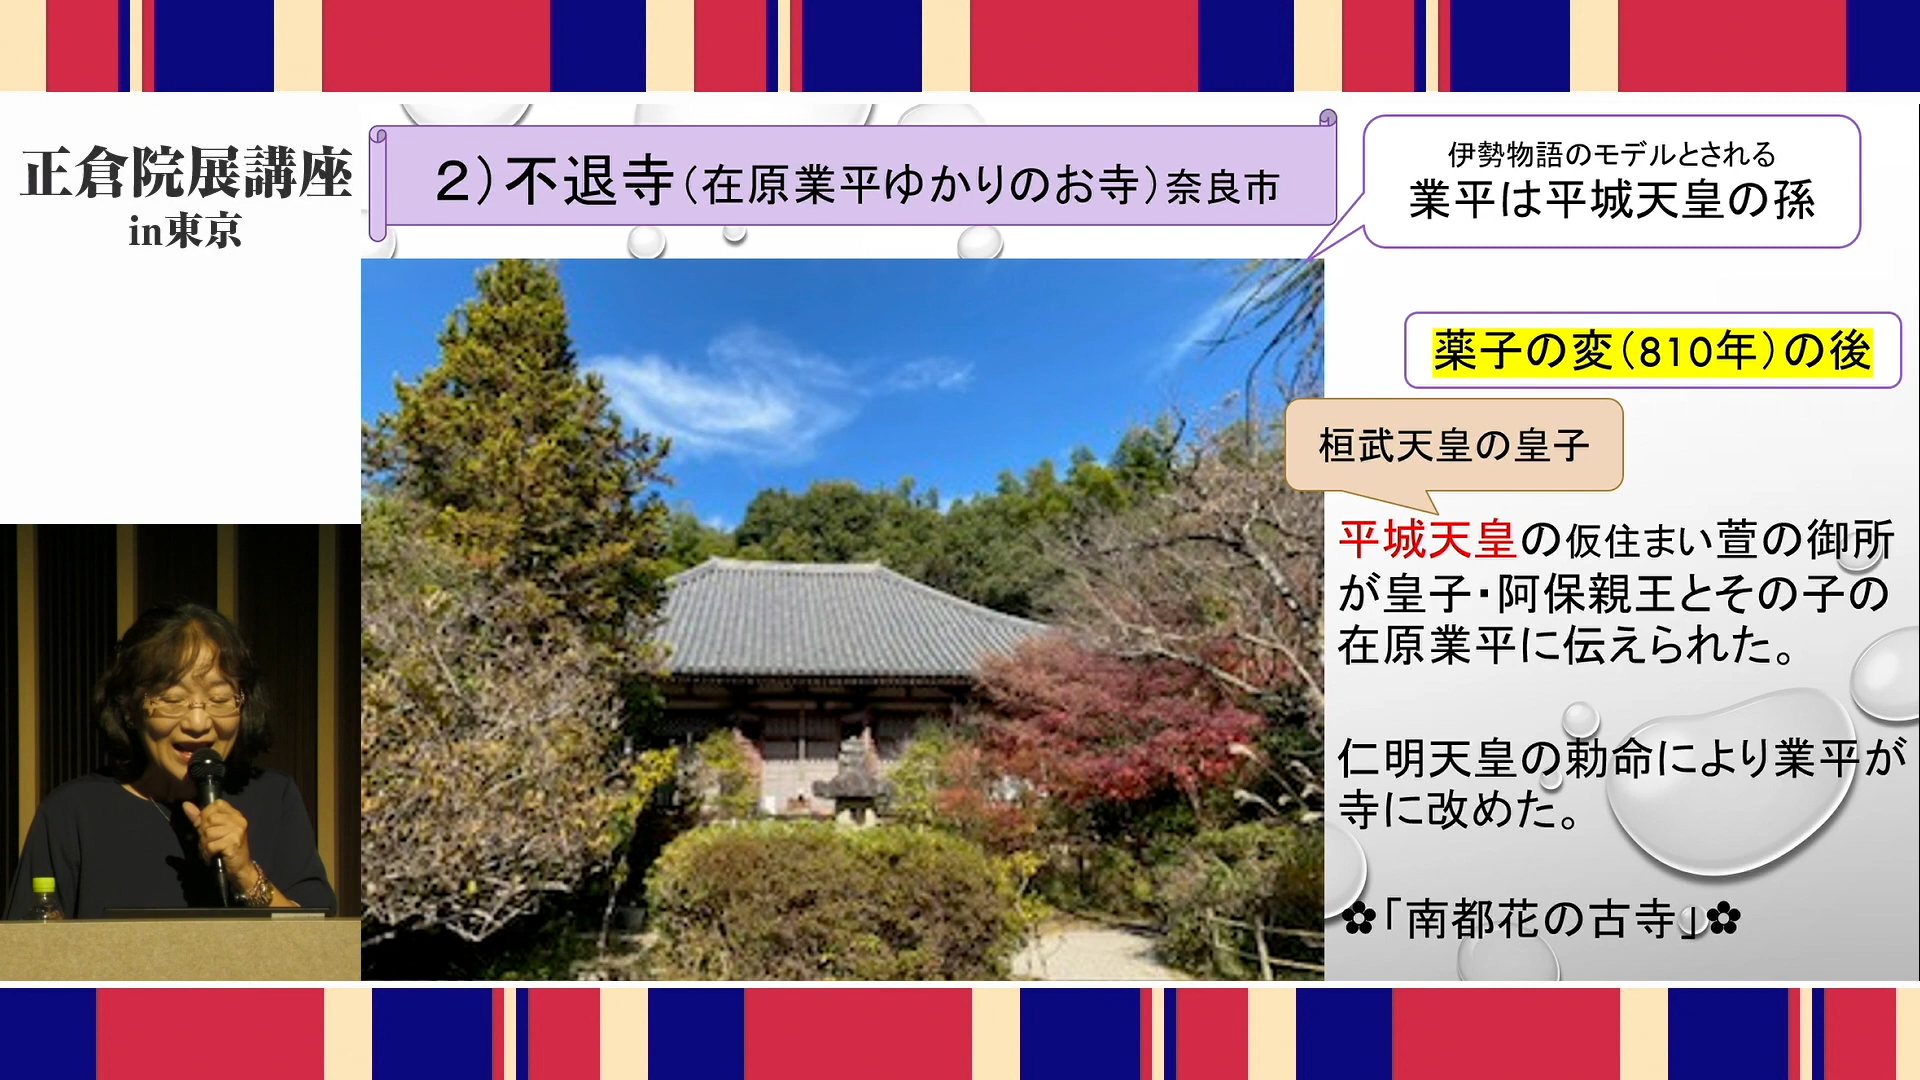 正倉院展講座
in東京
2)不退寺(在原業平ゆかりのお寺)奈良市
伊勢物語のモデルとされる
業平は平城天皇の孫
薬子の変(810年)の後
桓武天皇の皇子
平城天皇の仮住まい萱の御所
が皇子・阿保親王とその子の
在原業平に伝えられた。
仁明天皇の勅命により業平が
寺に改めた。
✿「南都花の古寺」✿